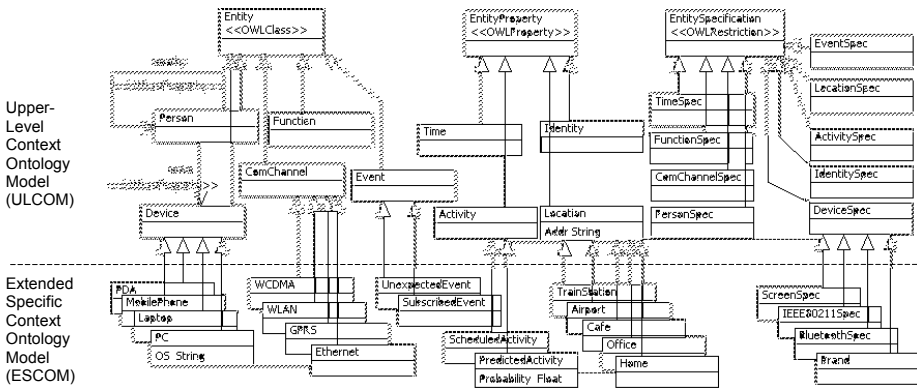 Entity
<<OWLClass>>
EntityProperty
<<OWLProperty>>
EntitySpecification
<<OWLRestriction>>
EventSpec
LocationSpec
Upper-
Level
Context
Ontology
Model
(ULCOM)
Person
Function
Time
Identity
TimeSpec
FunctionSpec
ActivitySpec
ComChannel
Event
ComChannelSpec
IdentitySpec
Device
Activity
Location
Addr String
PersonSpec
DeviceSpec
Extended
Specific
Context
Ontology
Model
(ESCOM)
PDA
MobilePhone
Laptop
PC
OS String
WCDMA
WLAN
GPRS
Ethernet
UnexpectedEvent
SubscribedEvent
ScheduledActivity
PredictedActivity
Probability Float
TrainStation
Airport
Cafe
Office
Home
ScreenSpec
IEEE80211Spec
BluetoothSpec
Brand